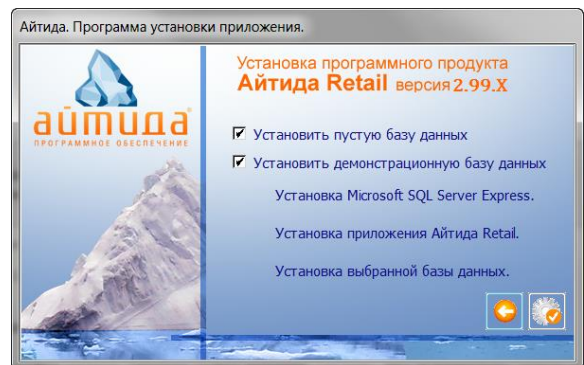 Айтида. Программа установки приложения.
айтида
ПРОГРАММНОЕ ОБЕСПЕЧЕНИЕ
Установка программного продукта
Айтида Retail версия 2.99.X
Установить пустую базу данных
Установить демонстрационную базу данных
Установка Microsoft SQL Server Express.
Установка приложения Айтида Retail.
Установка выбранной базы данных.